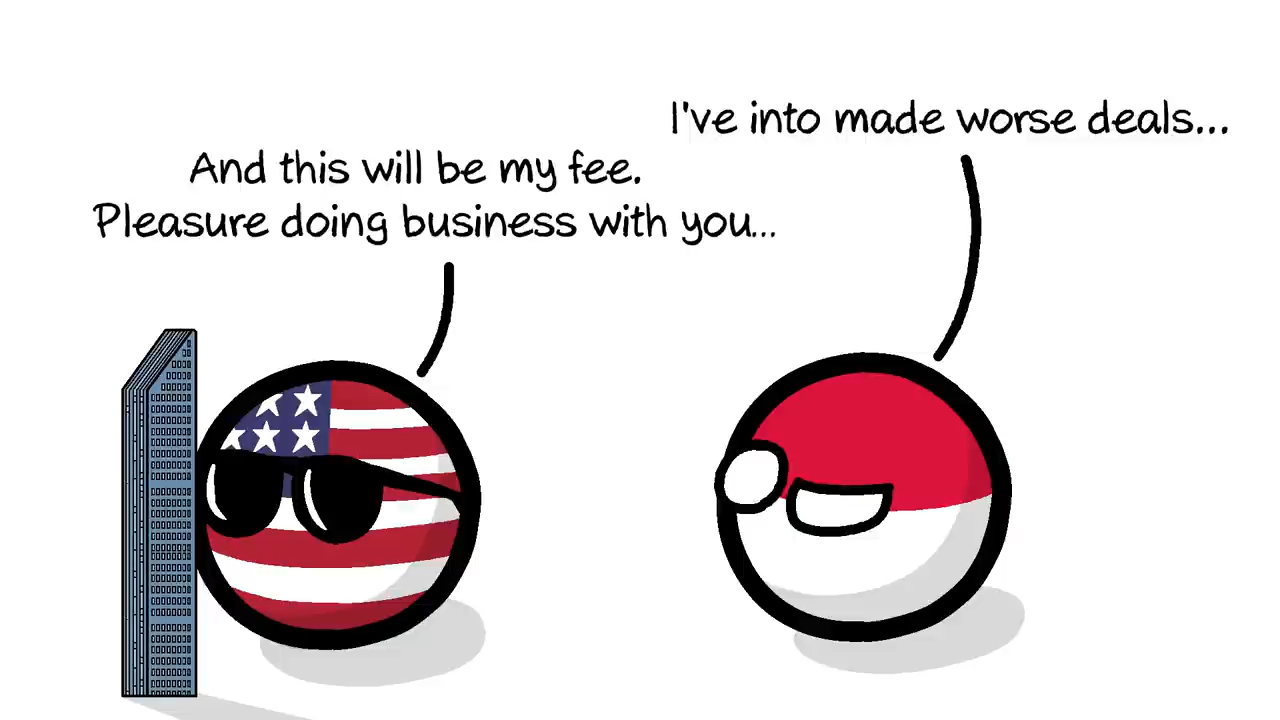 I've into made worse deals...
And this will be my fee.
Pleasure doing business with you...